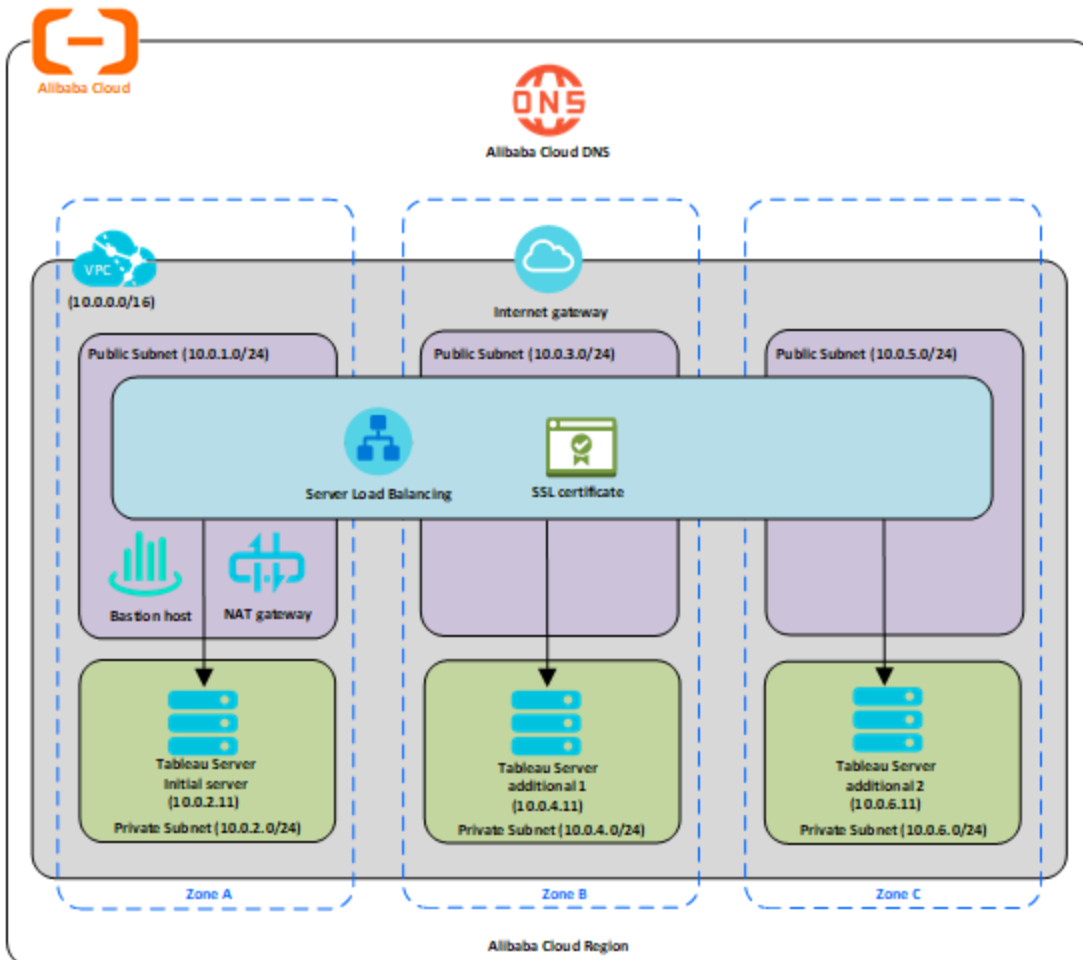 Alibaba Cloud
DNS
Alibaba Cloud DNS
VPC
(10.0.0.0/16)
Internet gateway
Public Subnet (10.0.1.0/24)
Public Subnet (10.0.3.0/24)
Public Subnet (10.0.5.0/24)
Server Load Balancing
SSL certificate
Bastion host
NAT gateway
Tableau Server
Initial server
(10.0.2.11)
Private Subnet (10.0.2.0/24)
Tableau Server
additional 1
(10.0.4.11)
Private Subnet (10.0.4.0/24)
Tableau Server
additional 2
(10.0.6.11)
Private Subnet (10.0.6.0/24)
Zone A
Zone B
Zone C
Alibaba Cloud Region